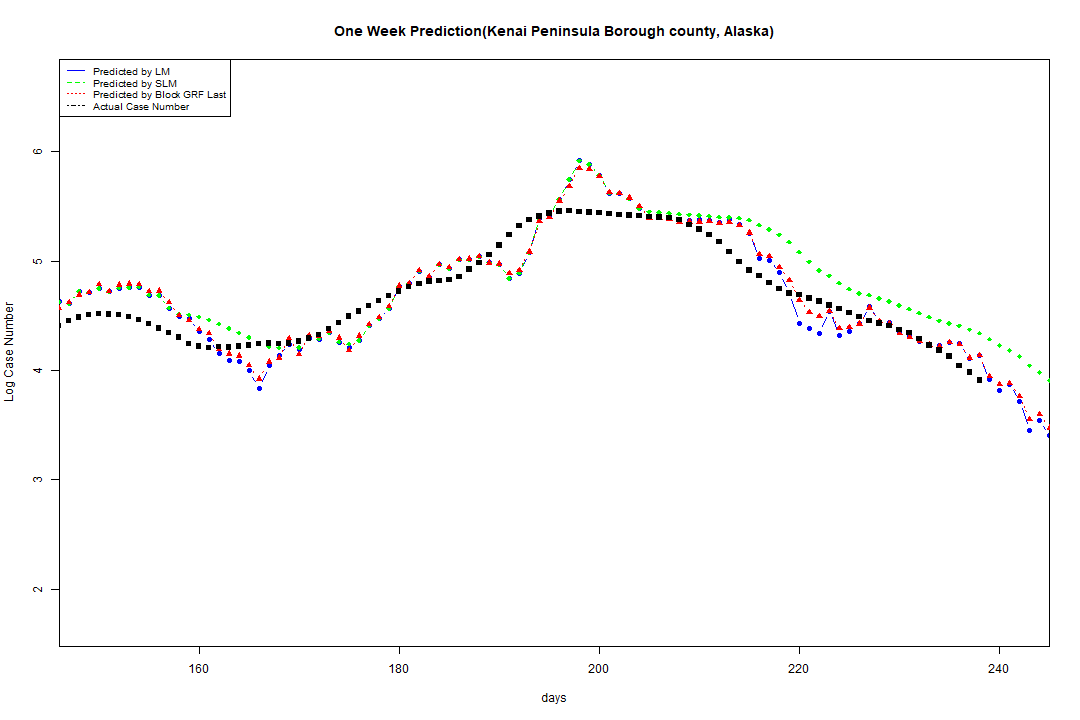 One Week Prediction(Kenai Peninsula Borough county, Alaska)
Predicted by LM
Predicted by SLM
Predicted by Block GRF Last
Actual Case Number
6
5
4
3
2
Log Case Number
160 180 200 220 240
days